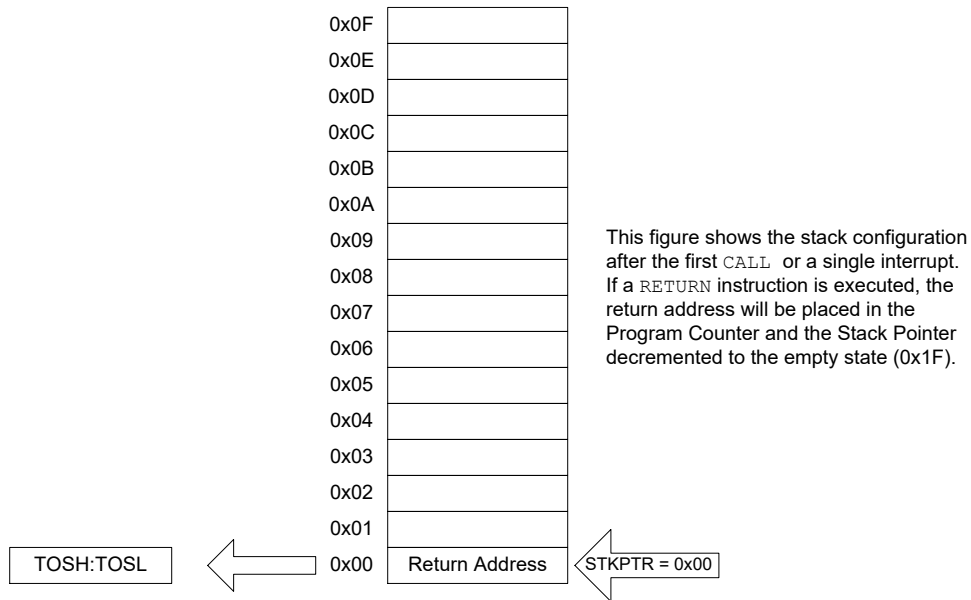 0x0F
0x0E
0x0D
0x0C
0x0B
0x0A
0x09
0x08
0x07
0x06
0x05
0x04
0x03
0x02
0x01
This figure shows the stack configuration
after the first CALL or a single interrupt.
If a RETURN instruction is executed, the
return address will be placed in the
Program Counter and the Stack Pointer
decremented to the empty state (0x1F).
TOSH:TOSL 0x00 Return Address STKPTR = 0x00